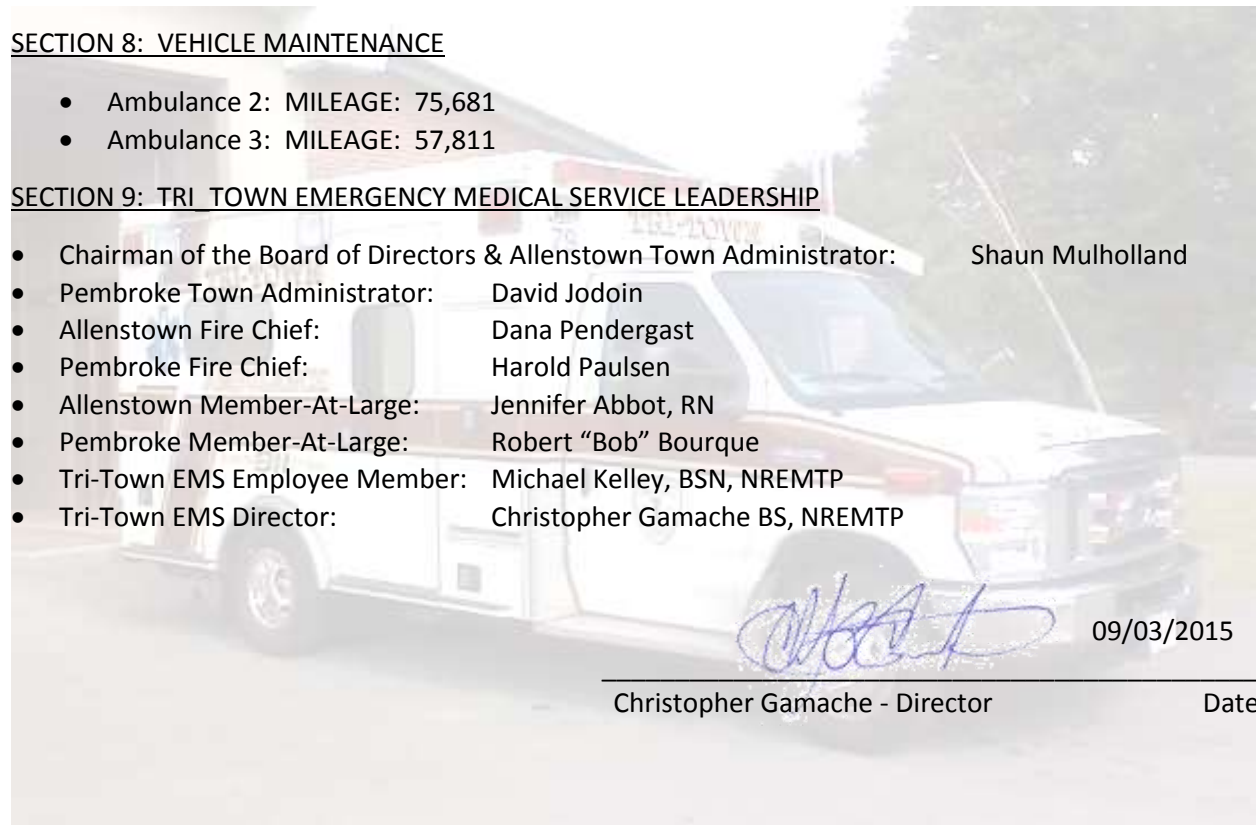 SECTION 8: VEHICLE MAINTENANCE
• Ambulance 2: MILEAGE: 75,681
• Ambulance 3: MILEAGE: 57,811
SECTION 9: TRI_TOWN EMERGENCY MEDICAL SERVICE LEADERSHIP
• Chairman of the Board of Directors & Allenstown Town Administrator: Shaun Mulholland
• Pembroke Town Administrator: David Jodoin
• Allenstown Fire Chief: Dana Pendergast
• Pembroke Fire Chief: Harold Paulsen
• Allenstown Member-At-Large: Jennifer Abbot, RN
• Pembroke Member-At-Large: Robert “Bob” Bourque
• Tri-Town EMS Employee Member: Michael Kelley, BSN, NREMTP
• Tri-Town EMS Director: Christopher Gamache BS, NREMTP
09/03/2015
Christopher Gamache - Director Date
TRI-TOWN